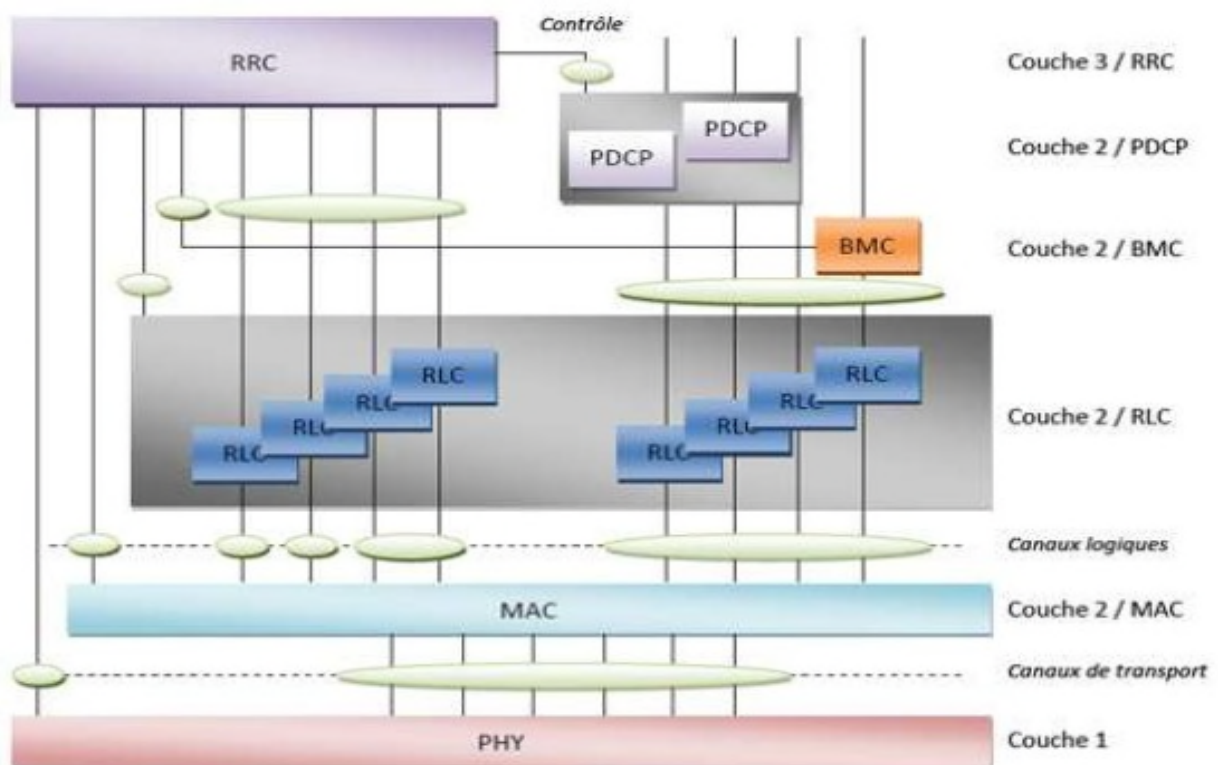 Contrôle
RRC
Couche 3 / RRC
PDCP
PDCP
Couche 2 / PDCP
BMC
Couche 2 / BMC
RLC
RLC
RLC
RLC
RLC
RLC
RLC
RLC
Couche 2 / RLC
Canaux logiques
MAC
Couche 2 / MAC
Canaux de transport
PHY
Couche 1